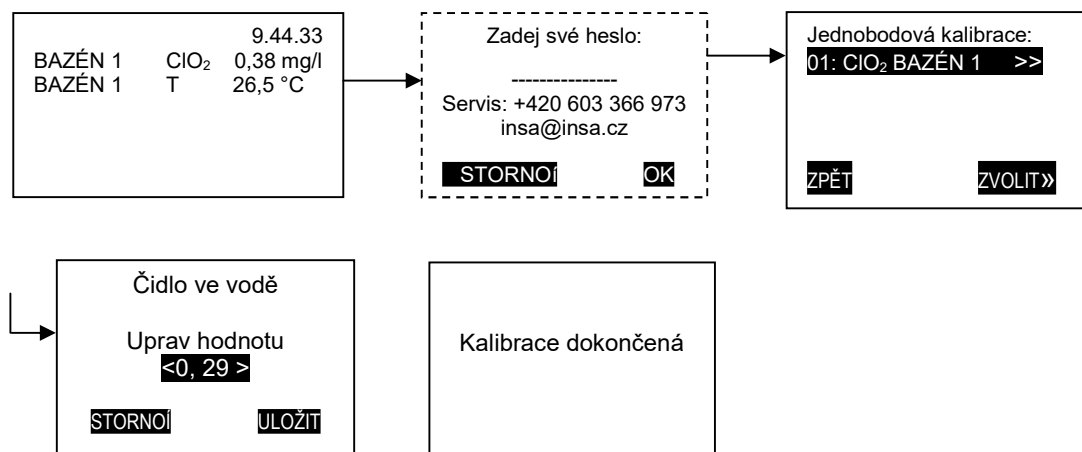 9.44.33
BAZÉN 1 ClO₂ 0,38 mg/l
BAZÉN 1 T 26,5 °C
Zadej své heslo:
---------------
Servis: +420 603 366 973
insa@insa.cz
STORNOí OK
Jednobodová kalibrace:
01: ClO₂ BAZÉN 1 >>
ZPĚT ZVOLIT»
Čidlo ve vodě
Uprav hodnotu
<0, 29 >
STORNOÍ ULOŽIT
Kalibrace dokončená